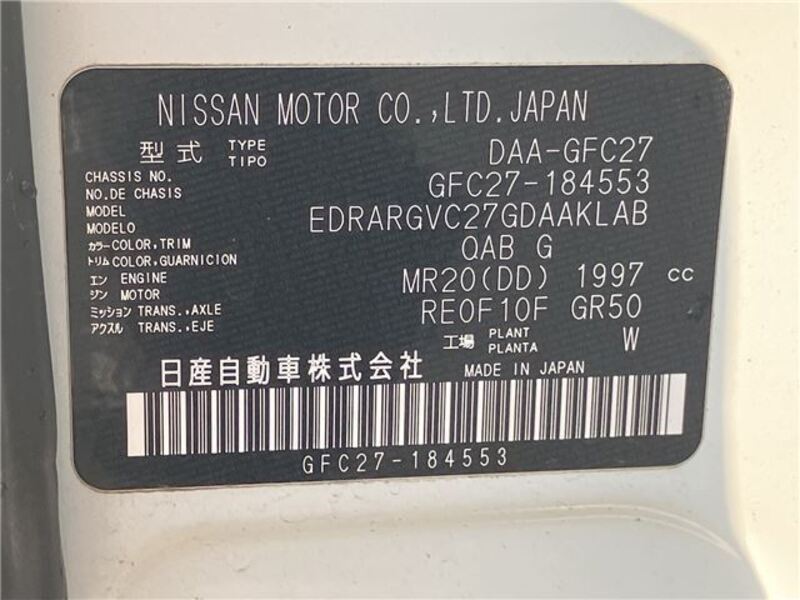 NISSAN MOTOR CO.,LTD.JAPAN
型式 TYPE TIPO DAA-GFC27
CHASSIS NO. NO.DE CHASIS GFC27-184553
MODEL MODELO EDRARGVC27GDAAKLAB
カラー COLOR,TRIM QAB G
トリム COLOR,GUARNICION
エン ENGINE MR20(DD) 1997 cc
ジン MOTOR
ミッション TRANS.,AXLE RE0F10F GR50
アクスル TRANS.,EJE
工場 PLANT PLANTA W
日産自動車株式会社 MADE IN JAPAN
GFC27-184553